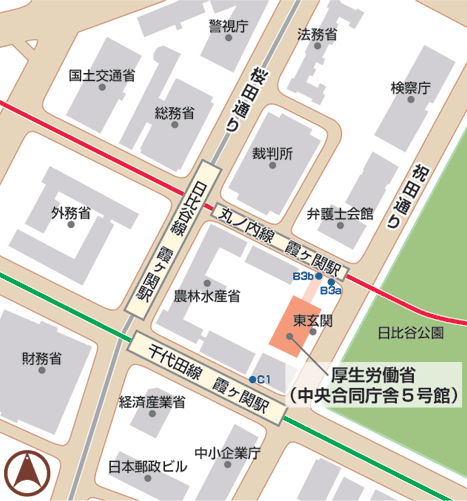 警視庁
法務省
国土交通省
桜田通り
検察庁
総務省
裁判所
祝田通り
日比谷線 霞ヶ関駅
外務省
丸ノ内線 霞ヶ関駅
弁護士会館
B3b
B3a
農林水産省
東玄関
日比谷公園
財務省
千代田線 霞ヶ関駅
C1
厚生労働省
（中央合同庁舎５号館）
経済産業省
中小企業庁
日本郵政ビル